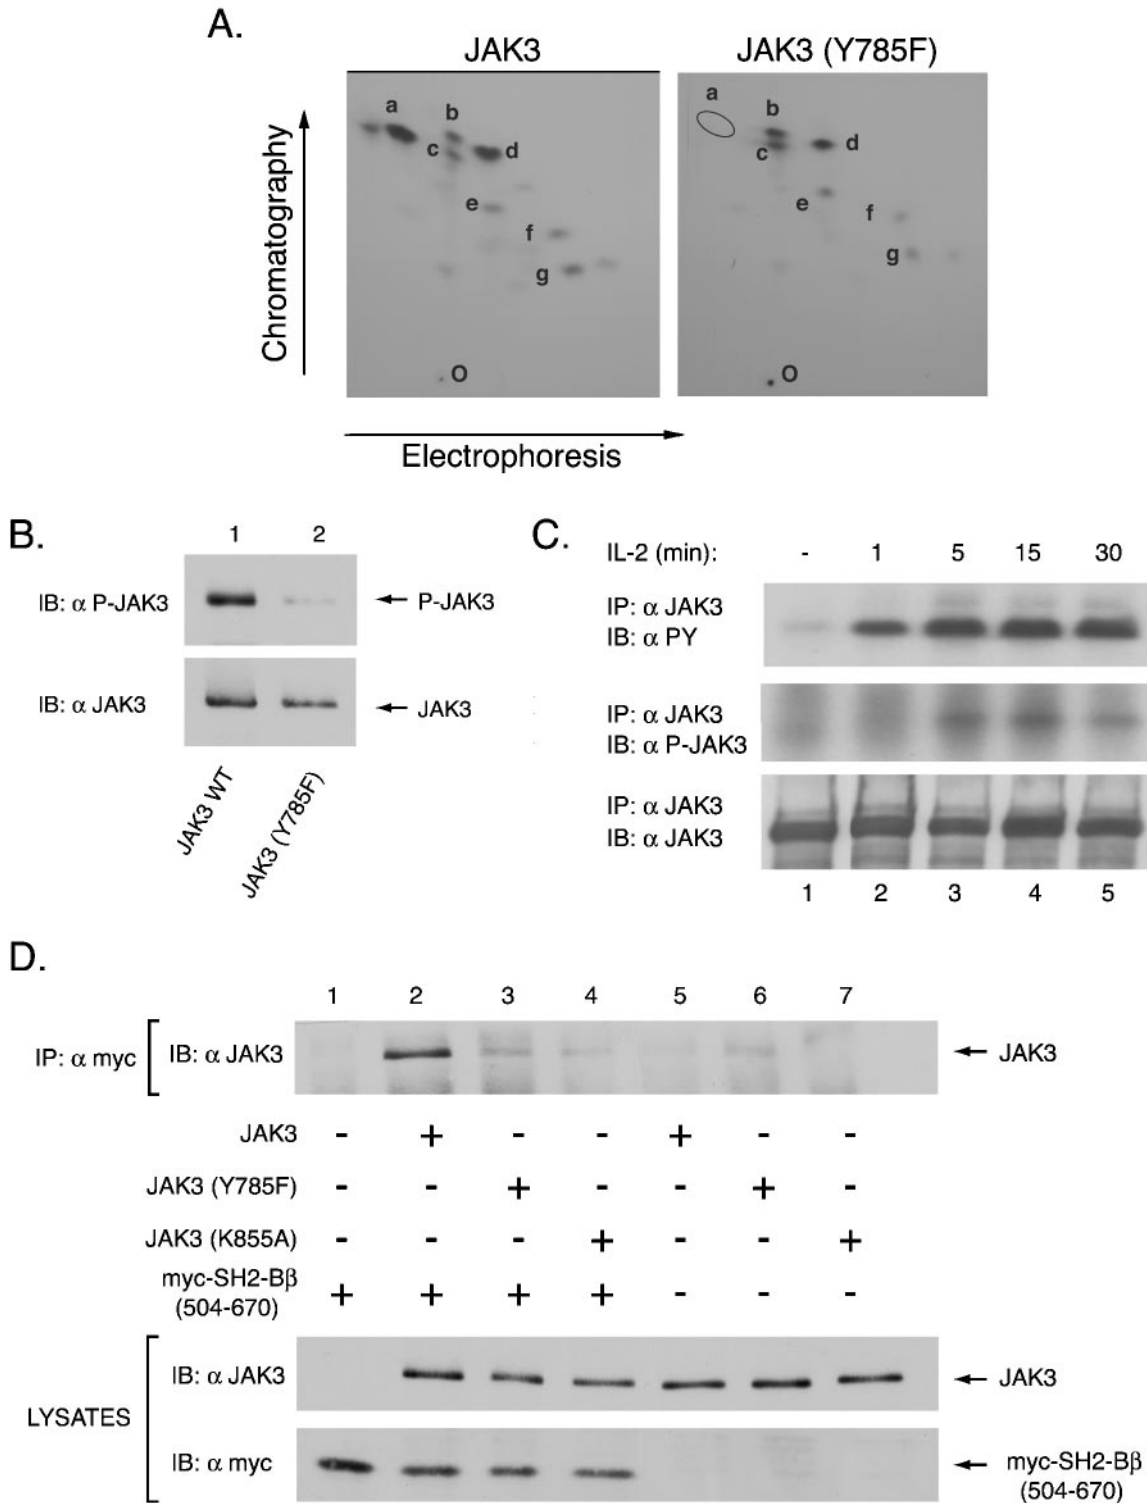 A.
JAK3
JAK3 (Y785F)
Chromatography
a
b
c
d
e
f
g
O
a
b
c
d
e
f
g
O
Electrophoresis
B.
1 2
IB: α P-JAK3
P-JAK3
IB: α JAK3
JAK3
JAK3 WT
JAK3 (Y785F)
C.
IL-2 (min): - 1 5 15 30
IP: α JAK3
IB: α PY
IP: α JAK3
IB: α P-JAK3
IP: α JAK3
IB: α JAK3
1 2 3 4 5
D.
1 2 3 4 5 6 7
IP: α myc
IB: α JAK3
JAK3
JAK3 - + - - + - -
JAK3 (Y785F) - - + - - + -
JAK3 (K855A) - - - + - - +
myc-SH2-Bβ
(504-670) + + + + - - -
LYSATES
IB: α JAK3
JAK3
IB: α myc
myc-SH2-Bβ
(504-670)